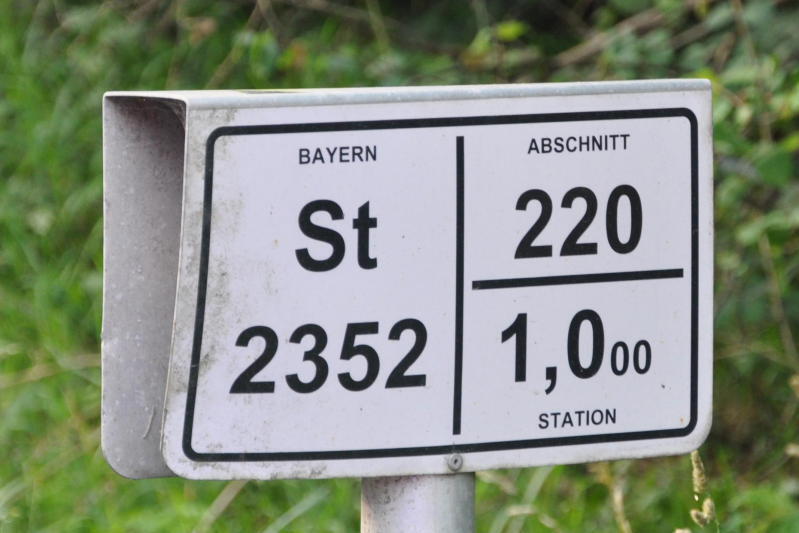 BAYERN
St
2352
ABSCHNITT
220
1,000
STATION